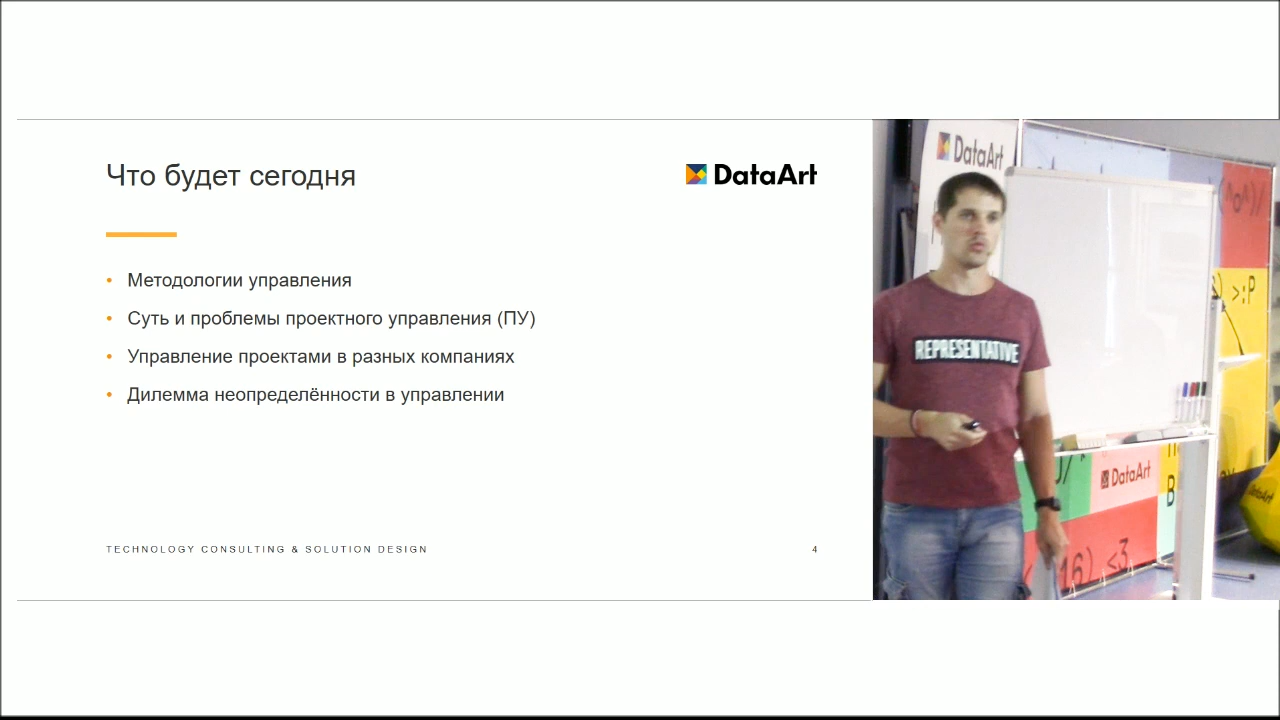 Что будет сегодня
DataArt
• Методологии управления
• Суть и проблемы проектного управления (ПУ)
• Управление проектами в разных компаниях
• Дилемма неопределённости в управлении
TECHNOLOGY CONSULTING & SOLUTION DESIGN
4
DataArt
REPRESENTATIVE
>:P
DataArt
<3
DataArt